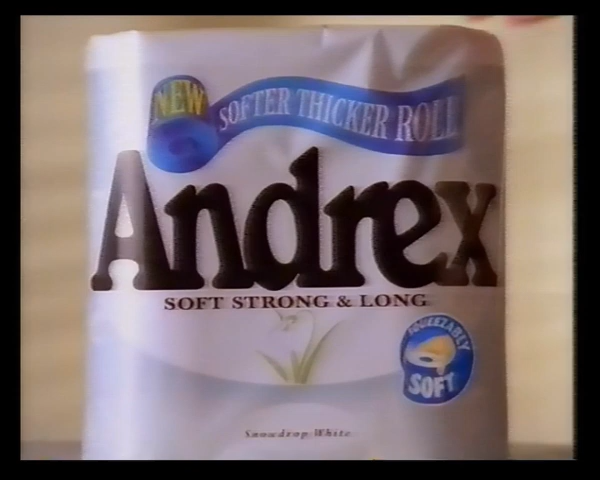 NEW
SOFTER THICKER ROLL
Andrex
SOFT STRONG & LONG
SQUEEZABLY
SOFT
Snowdrop White